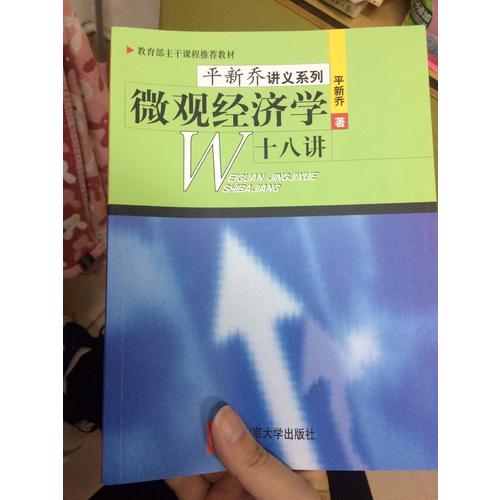 ▶教育部主干课程推荐教材
平新乔讲义系列
微观经济学
十八讲
WEIGUAN JINGJIXUE
SHIBAJIANG
平新乔
著
京大学出版社